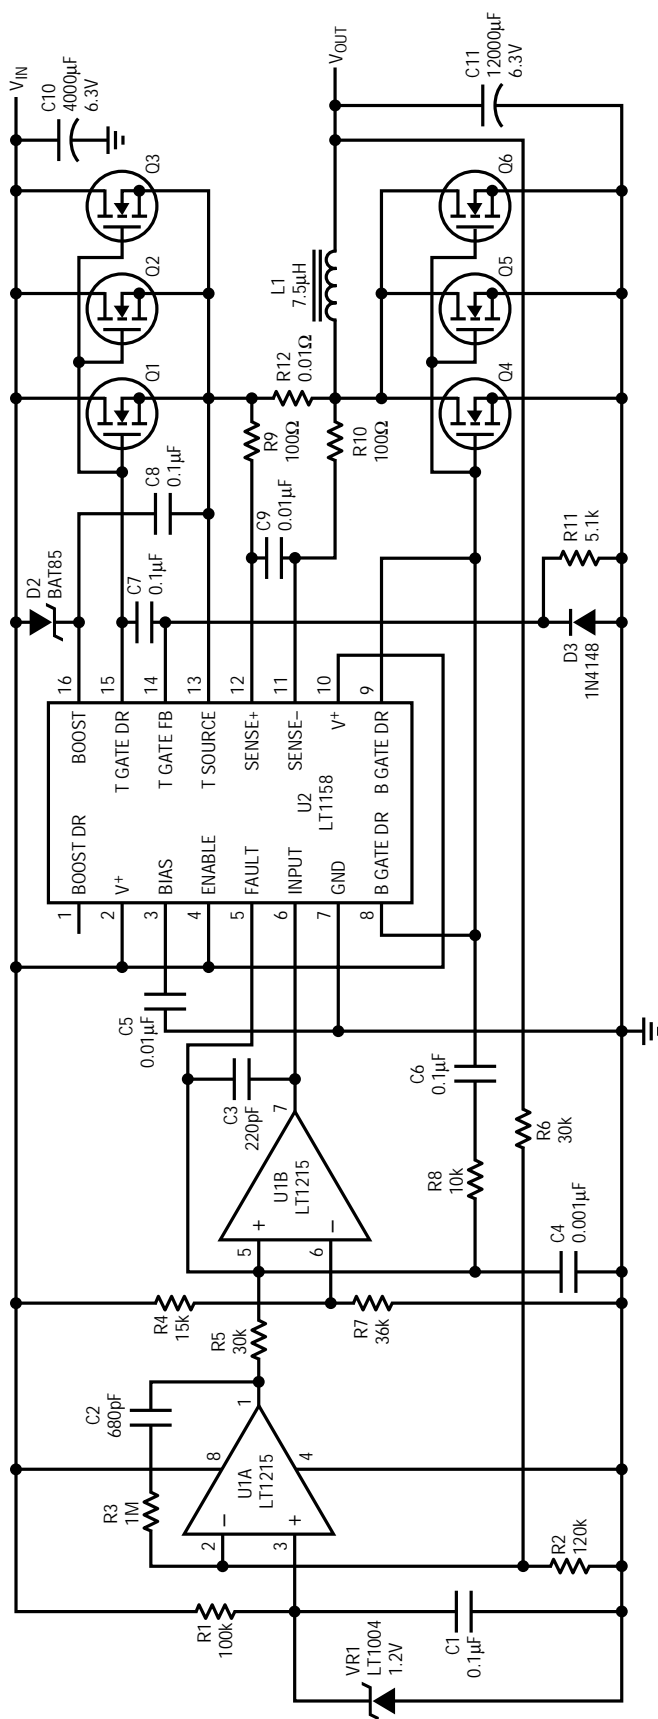 VIN
C10
4000µF
6.3V
Q3
Q2
Q1
D2
BAT85
C8
0.1µF
C7
0.1µF
VOUT
C11
12000µF
6.3V
L1
7.5µH
R12
0.01Ω
R9
100Ω
R10
100Ω
C9
0.01µF
Q6
Q5
Q4
R11
5.1k
D3
1N4148
16
15
14
13
12
11
10
9
BOOST
T GATE DR
T GATE FB
T SOURCE
SENSE+
SENSE–
V+
B GATE DR
U2
LT1158
BOOST DR
V+
BIAS
ENABLE
FAULT
INPUT
GND
B GATE DR
1
2
3
4
5
6
7
8
C5
0.01µF
C3
220pF
7
U1B
LT1215
+
–
5
6
C6
0.1µF
R8
10k
R6
30k
C4
0.001µF
R4
15k
R7
36k
R5
30k
C2
680pF
R3
1M
1
8
4
U1A
LT1215
–
+
2
3
R2
120k
R1
100k
C1
0.1µF
VR1
LT1004
1.2V